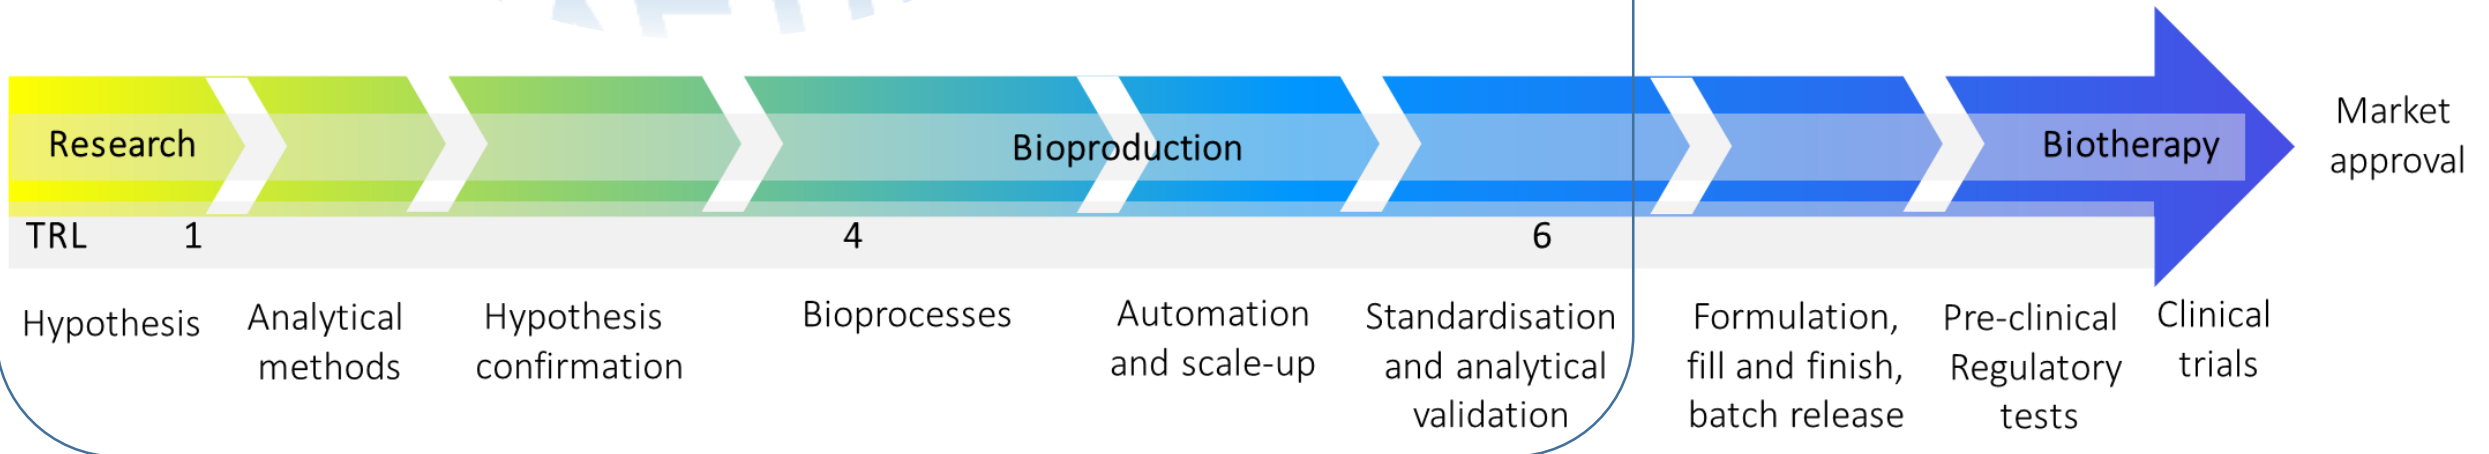 Research
Bioproduction
Biotherapy
Market
approval
TRL
1
4
6
Hypothesis
Analytical
methods
Hypothesis
confirmation
Bioprocesses
Automation
and scale-up
Standardisation
and analytical
validation
Formulation,
fill and finish,
batch release
Pre-clinical
Regulatory
tests
Clinical
trials